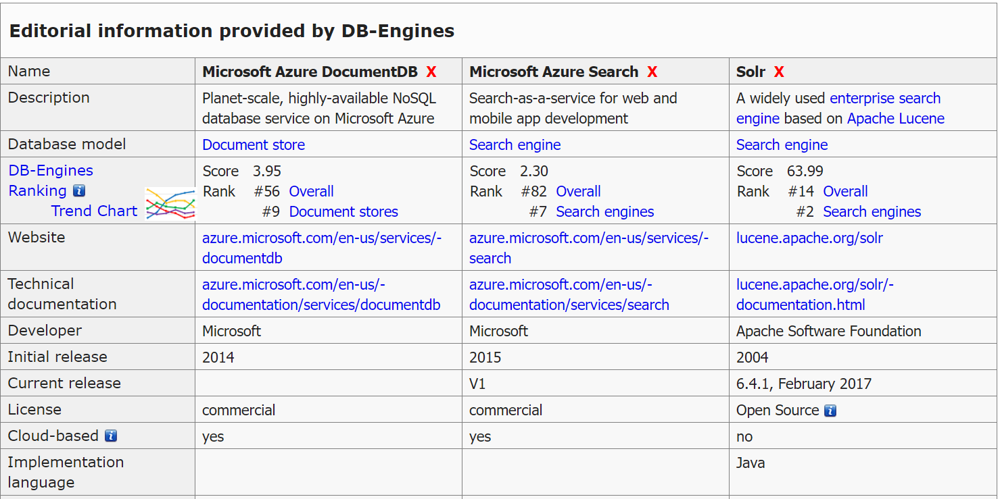 Editorial information provided by DB-Engines
Name
Microsoft Azure DocumentDB X
Microsoft Azure Search X
Solr X
Description
Planet-scale, highly-available NoSQL
database service on Microsoft Azure
Search-as-a-service for web and
mobile app development
A widely used enterprise search
engine based on Apache Lucene
Database model
Document store
Search engine
Search engine
DB-Engines
Ranking
Trend Chart
Score 3.95
Rank #56 Overall
#9 Document stores
Score 2.30
Rank #82 Overall
#7 Search engines
Score 63.99
Rank #14 Overall
#2 Search engines
Website
azure.microsoft.com/en-us/services/-
documentdb
azure.microsoft.com/en-us/services/-
search
lucene.apache.org/solr
Technical
documentation
azure.microsoft.com/en-us/-
documentation/services/documentdb
azure.microsoft.com/en-us/-
documentation/services/search
lucene.apache.org/solr/-
documentation.html
Developer
Microsoft
Microsoft
Apache Software Foundation
Initial release
2014
2015
2004
Current release
V1
6.4.1, February 2017
License
commercial
commercial
Open Source
Cloud-based
yes
yes
no
Implementation
language
Java